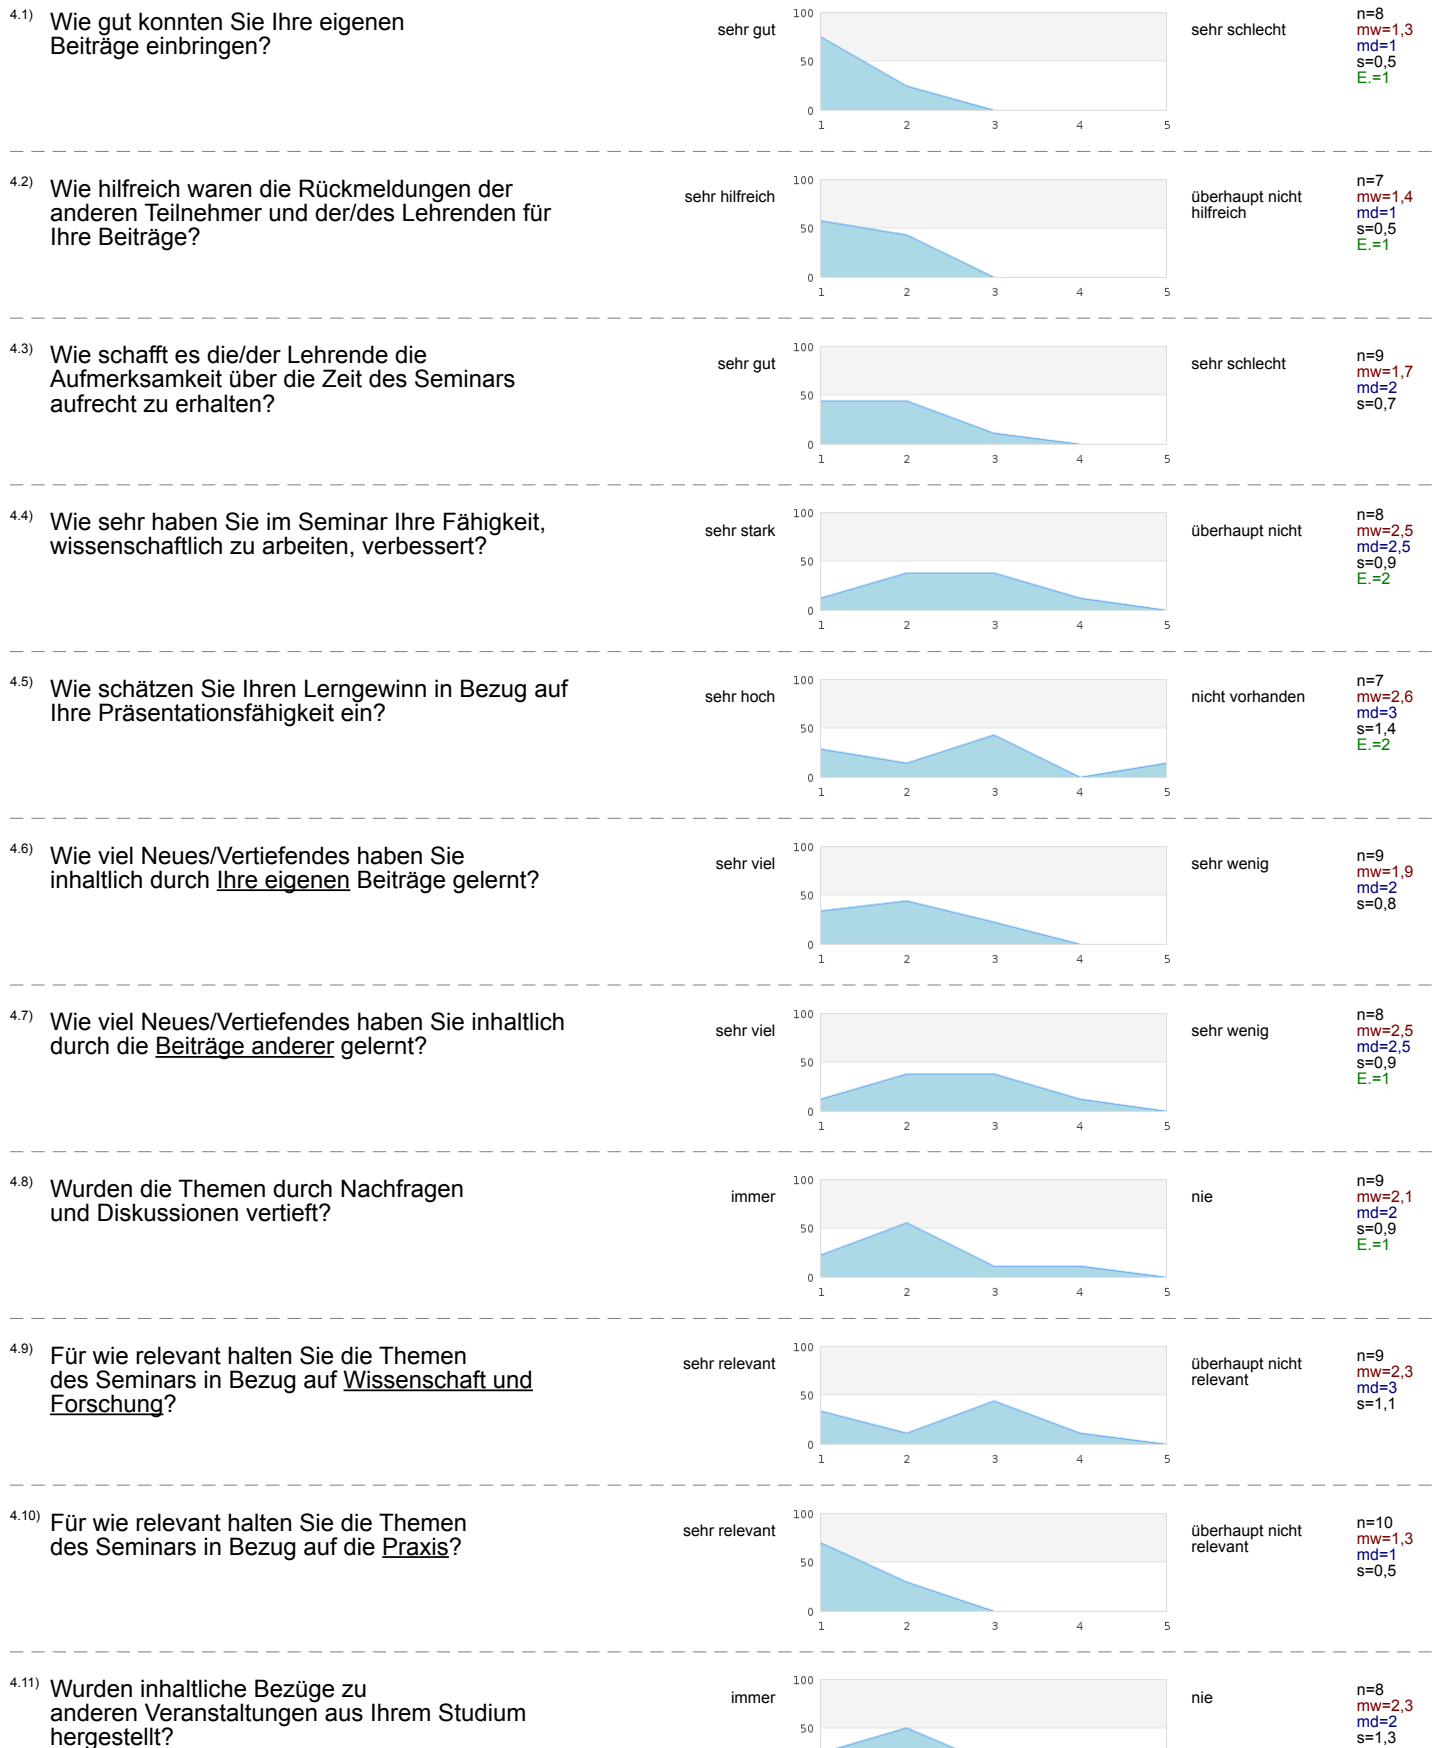 4.1) Wie gut konnten Sie Ihre eigenen
Beiträge einbringen?
sehr gut
100
50
0
1 2 3 4 5
sehr schlecht
n=8
mw=1,3
md=1
s=0,5
E.=1
4.2) Wie hilfreich waren die Rückmeldungen der
anderen Teilnehmer und der/des Lehrenden für
Ihre Beiträge?
sehr hilfreich
100
50
0
1 2 3 4 5
überhaupt nicht
hilfreich
n=7
mw=1,4
md=1
s=0,5
E.=1
4.3) Wie schafft es die/der Lehrende die
Aufmerksamkeit über die Zeit des Seminars
aufrecht zu erhalten?
sehr gut
100
50
0
1 2 3 4 5
sehr schlecht
n=9
mw=1,7
md=2
s=0,7
4.4) Wie sehr haben Sie im Seminar Ihre Fähigkeit,
wissenschaftlich zu arbeiten, verbessert?
sehr stark
100
50
0
1 2 3 4 5
überhaupt nicht
n=8
mw=2,5
md=2,5
s=0,9
E.=2
4.5) Wie schätzen Sie Ihren Lerngewinn in Bezug auf
Ihre Präsentationsfähigkeit ein?
sehr hoch
100
50
0
1 2 3 4 5
nicht vorhanden
n=7
mw=2,6
md=3
s=1,4
E.=2
4.6) Wie viel Neues/Vertiefendes haben Sie
inhaltlich durch Ihre eigenen Beiträge gelernt?
sehr viel
100
50
0
1 2 3 4 5
sehr wenig
n=9
mw=1,9
md=2
s=0,8
4.7) Wie viel Neues/Vertiefendes haben Sie inhaltlich
durch die Beiträge anderer gelernt?
sehr viel
100
50
0
1 2 3 4 5
sehr wenig
n=8
mw=2,5
md=2,5
s=0,9
E.=1
4.8) Wurden die Themen durch Nachfragen
und Diskussionen vertieft?
immer
100
50
0
1 2 3 4 5
nie
n=9
mw=2,1
md=2
s=0,9
E.=1
4.9) Für wie relevant halten Sie die Themen
des Seminars in Bezug auf Wissenschaft und
Forschung?
sehr relevant
100
50
0
1 2 3 4 5
überhaupt nicht
relevant
n=9
mw=2,3
md=3
s=1,1
4.10) Für wie relevant halten Sie die Themen
des Seminars in Bezug auf die Praxis?
sehr relevant
100
50
0
1 2 3 4 5
überhaupt nicht
relevant
n=10
mw=1,3
md=1
s=0,5
4.11) Wurden inhaltliche Bezüge zu
anderen Veranstaltungen aus Ihrem Studium
hergestellt?
immer
100
50
nie
n=8
mw=2,3
md=2
s=1,3